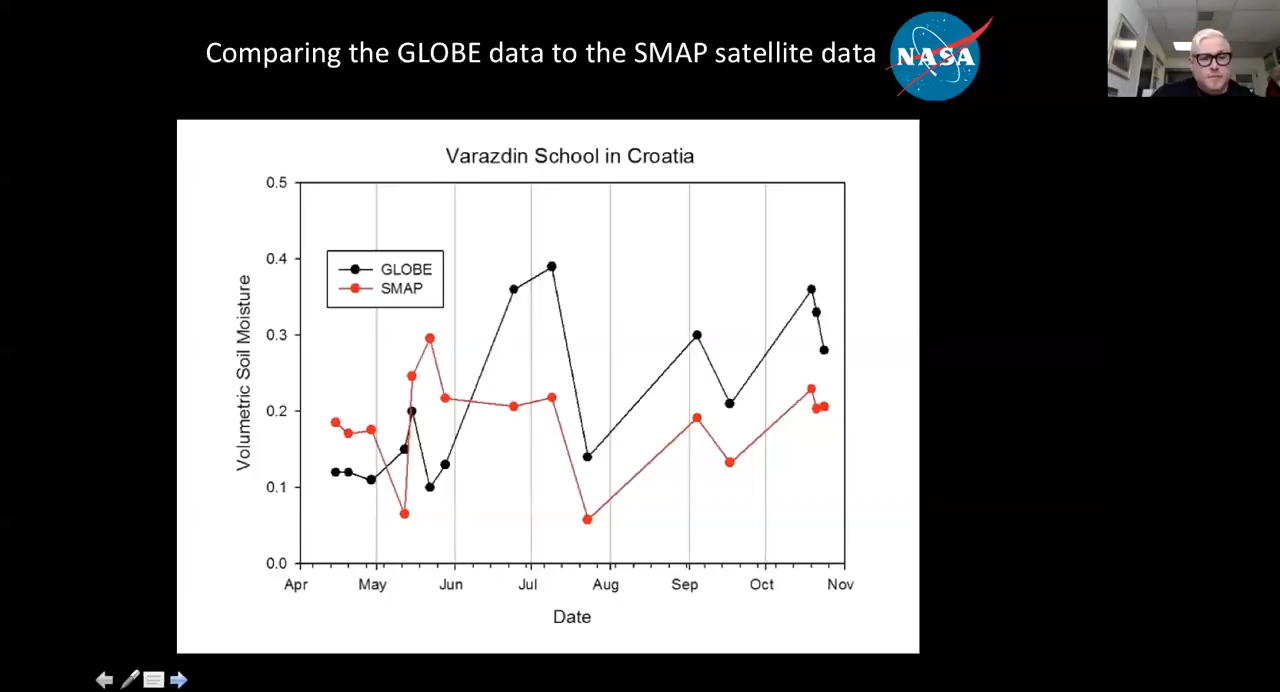 Comparing the GLOBE data to the SMAP satellite data
NASA
Varazdin School in Croatia
0.5
0.4
0.3
0.2
0.1
0.0
Volumetric Soil Moisture
GLOBE
SMAP
Apr May Jun Jul Aug Sep Oct Nov
Date